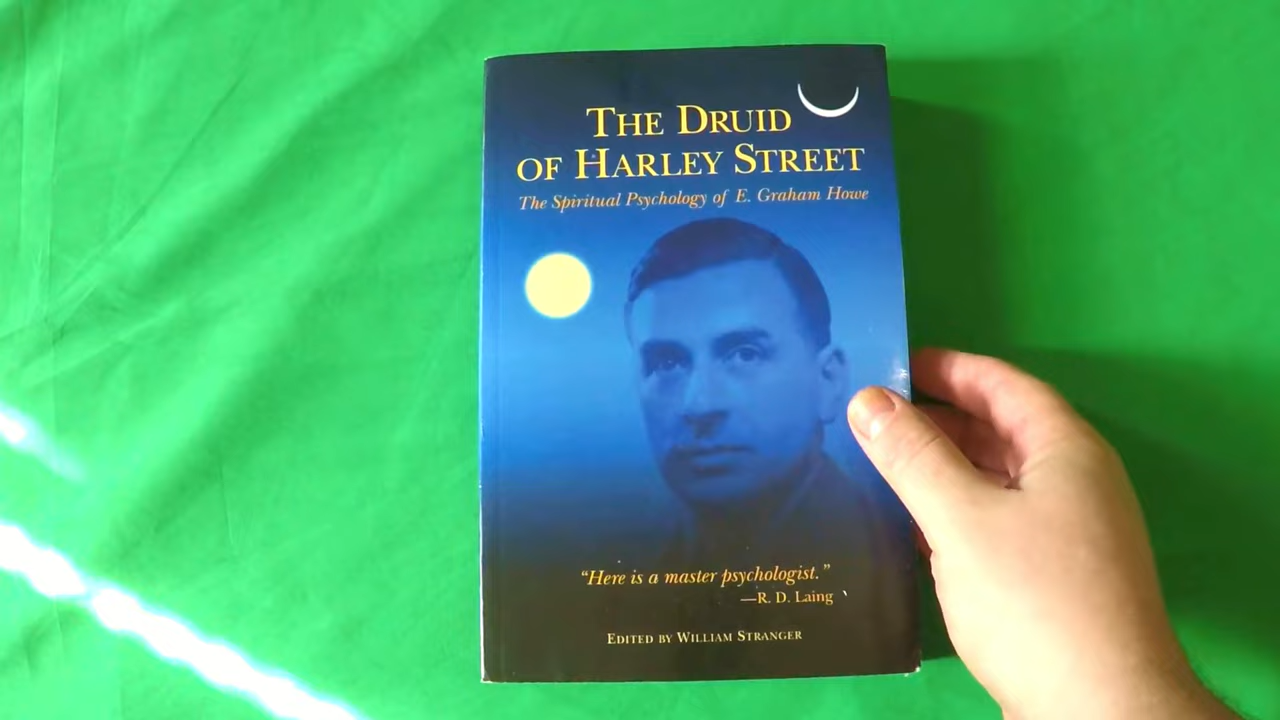 THE DRUID
OF HARLEY STREET
The Spiritual Psychology of E. Graham Howe
“Here is a master psychologist.”
—R. D. Laing
EDITED BY WILLIAM STRANGER